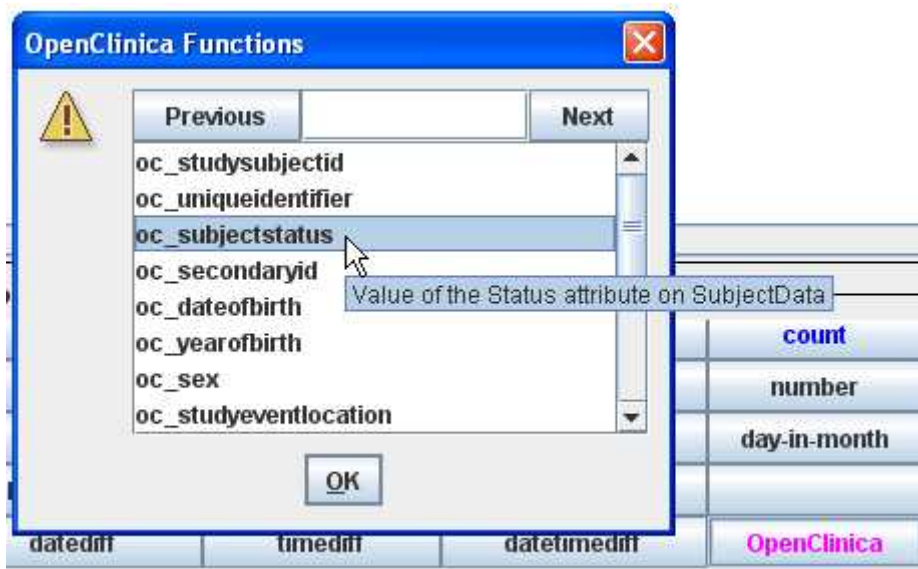 OpenClinica Functions
Previous Next
oc_studysubjectid
oc_uniqueidentifier
oc_subjectstatus
oc_secondaryid
oc_dateofbirth
Value of the Status attribute on SubjectData
oc_yearofbirth
oc_sex
oc_studyeventlocation
OK
count
number
day-in-month
datediff timediff datetimediff OpenClinica